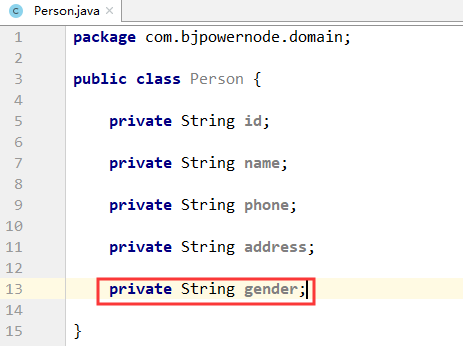 Person.java
1 package com.bjpowernode.domain;
2
3 public class Person {
4
5 private String id;
6
7 private String name;
8
9 private String phone;
10
11 private String address;
12
13 private String gender;
14
15 }